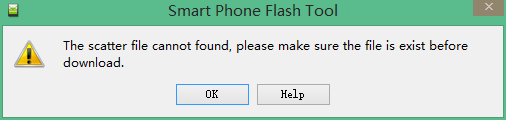 Smart Phone Flash Tool
The scatter file cannot found, please make sure the file is exist before
download.
OK
Help